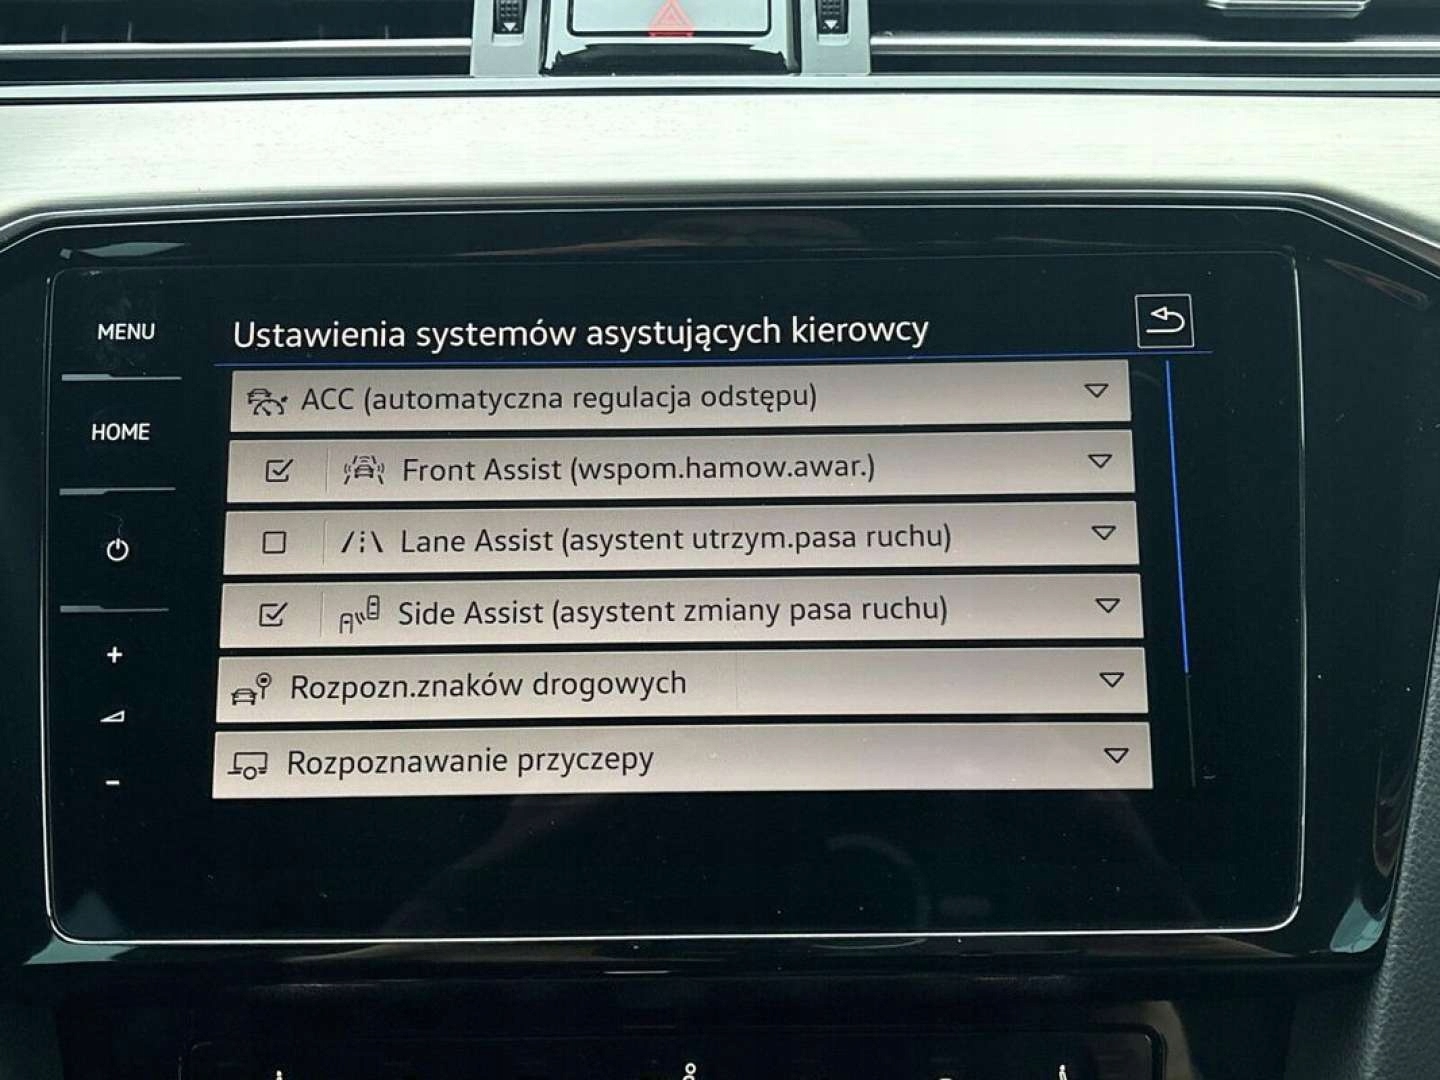 MENU
Ustawienia systemów asystujących kierowcy
ACC (automatyczna regulacja odstępu)
HOME
Front Assist (wspom.hamow.awar.)
Lane Assist (asystent utrzym.pasa ruchu)
Side Assist (asystent zmiany pasa ruchu)
+
Rozpozn.znaków drogowych
Rozpoznawanie przyczepy
-